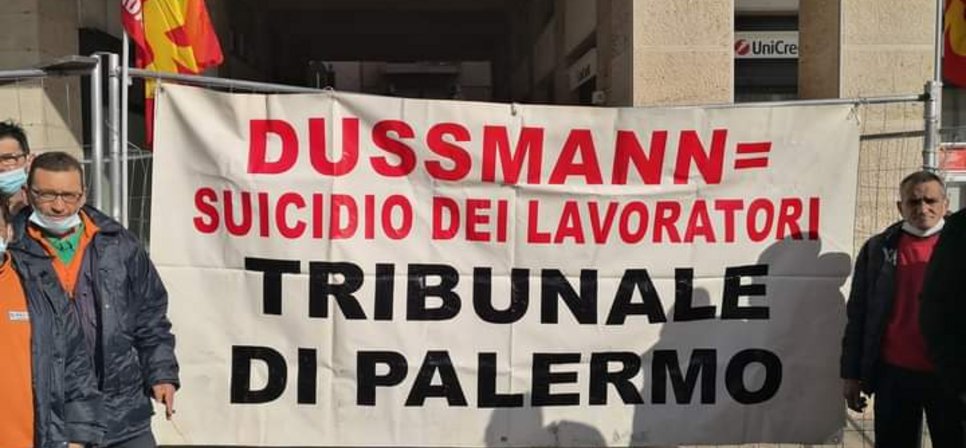 UniCre
DUSSMANN=
SUICIDIO DEI LAVORATORI
TRIBUNALE
DI PALERMO